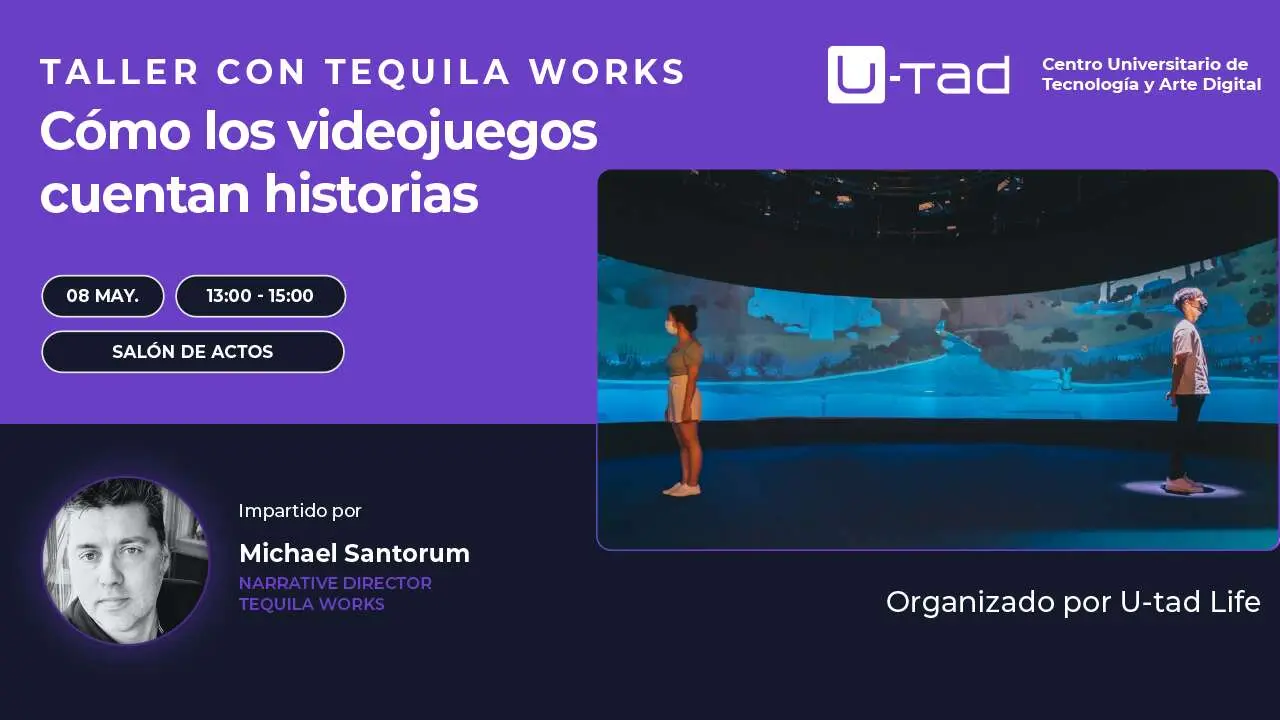 TALLER CON TEQUILA WORKS
Cómo los videojuegos
cuentan historias
U-tad
Centro Universitario de
Tecnología y Arte Digital
08 MAY.
13:00 - 15:00
SALÓN DE ACTOS
Impartido por
Michael Santorum
NARRATIVE DIRECTOR
TEQUILA WORKS
Organizado por U-tad Life